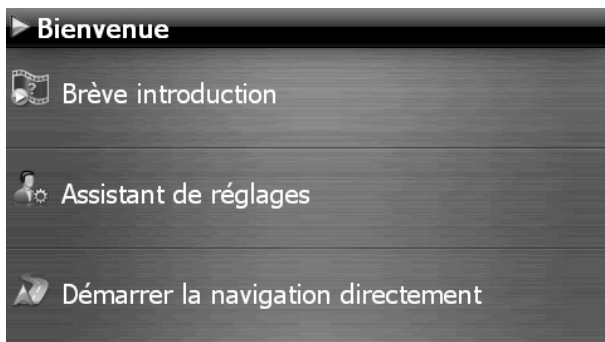 Bienvenue
Brève introduction
Assistant de réglages
Démarrer la navigation directement